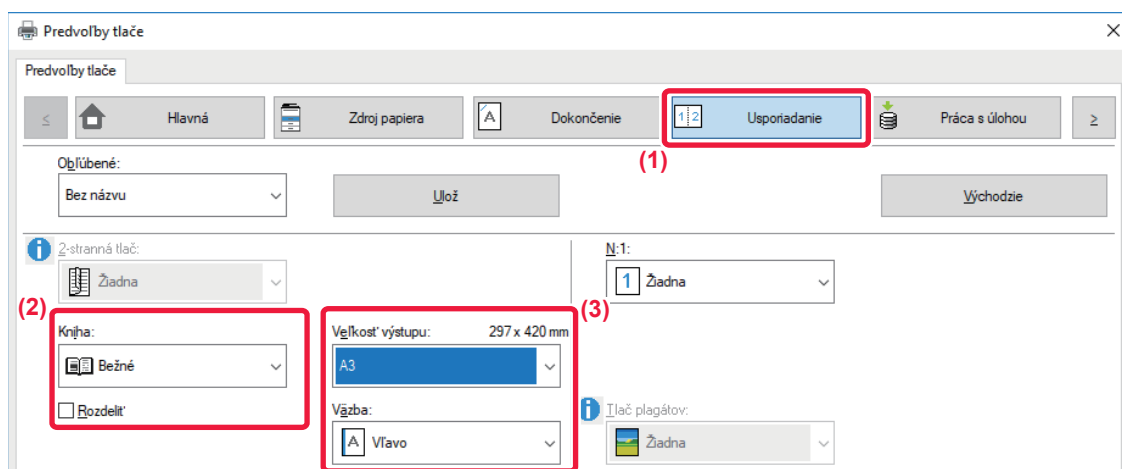 Predvoľby tlače
Predvoľby tlače
< Hlavná Zdroj papiera A Dokončenie 1 2 Usporiadanie Práca s úlohou >
(1)
Obľúbené:
Bez názvu Ulož Východzie
2-stranná tlač: N:1:
Žiadna 1 Žiadna
(2) (3)
Kniha: Veľkosť výstupu: 297 x 420 mm
Bežné A3
Rozdeliť Väzba: Tlač plagátov:
A Vľavo Žiadna